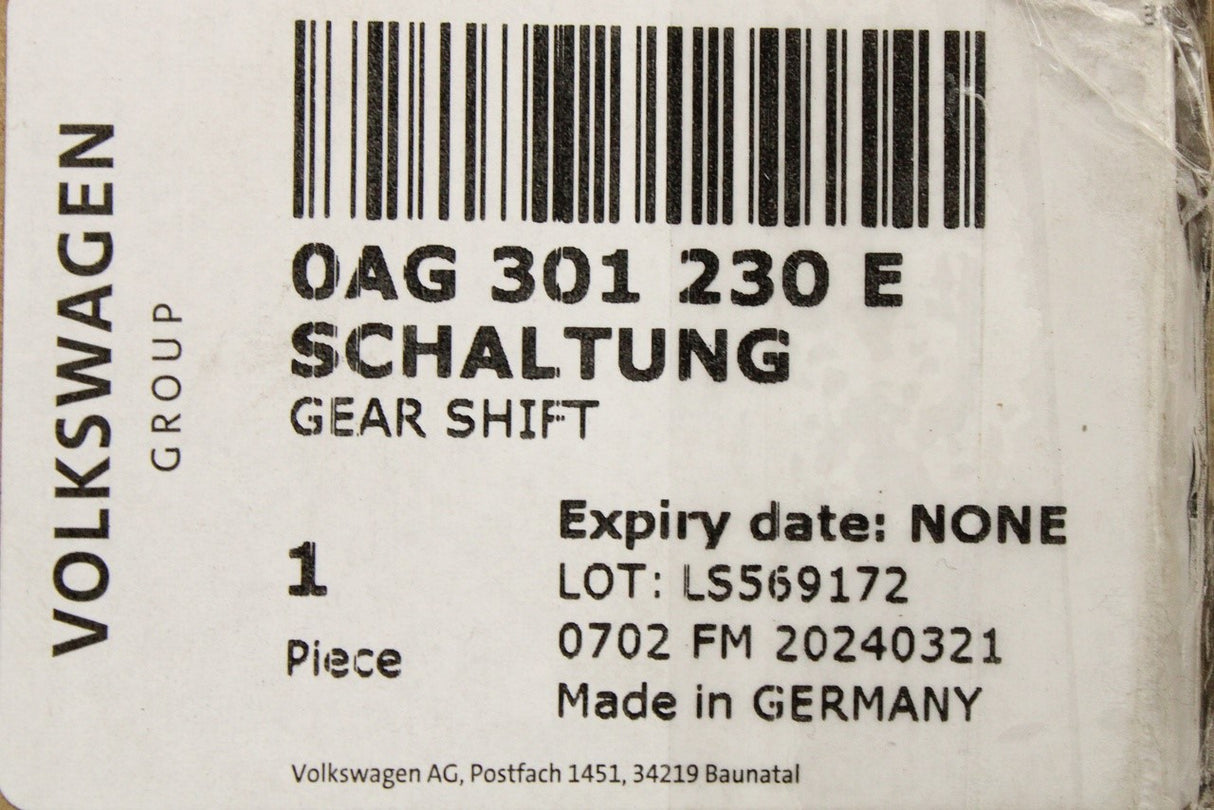 VOLKSWAGEN
GROUP
0AG 301 230 E
SCHALTUNG
GEAR SHIFT
1
Piece
Expiry date: NONE
LOT: LS569172
0702 FM 20240321
Made in GERMANY
Volkswagen AG, Postfach 1451, 34219 Baunatal